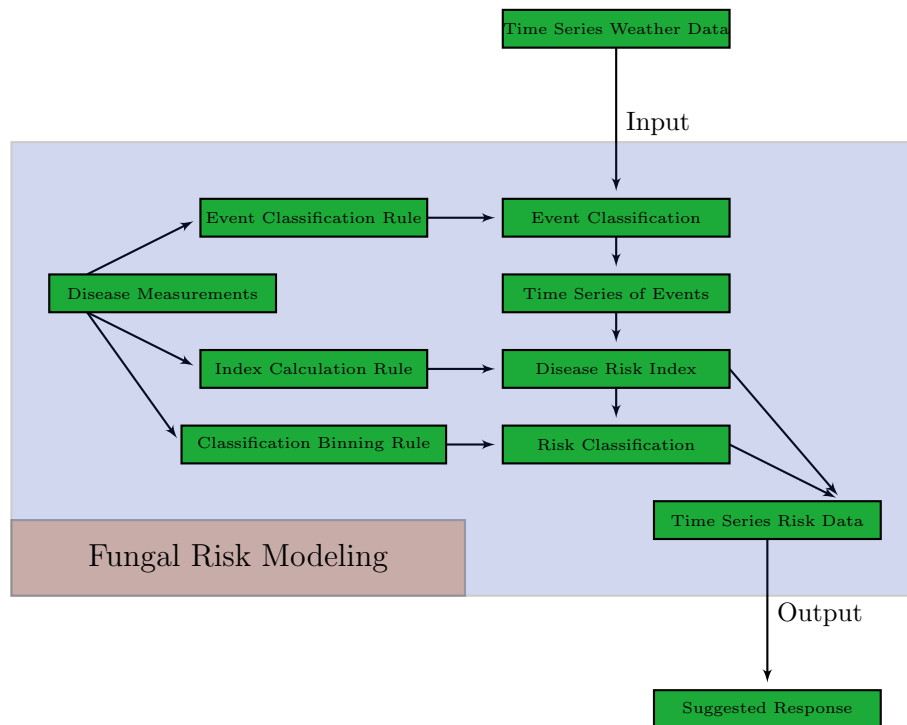 Time Series Weather Data
Input
Event Classification Rule
Event Classification
Disease Measurements
Time Series of Events
Index Calculation Rule
Disease Risk Index
Classification Binning Rule
Risk Classification
Time Series Risk Data
Fungal Risk Modeling
Output
Suggested Response